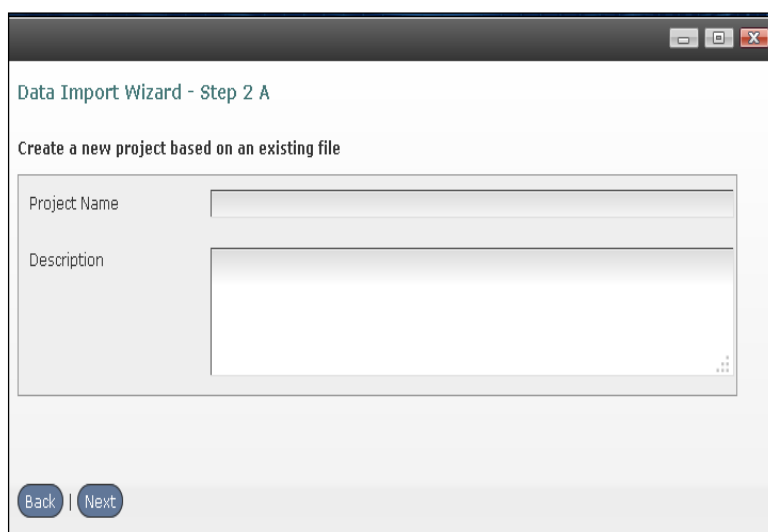 Data Import Wizard - Step 2 A
Create a new project based on an existing file
Project Name
Description
Back | Next